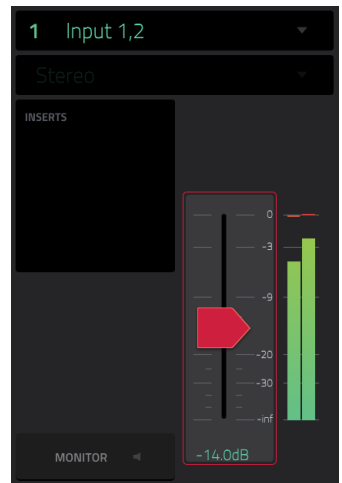 1 Input 1,2
Stereo
INSERTS
0
-3
-9
-20
-30
-inf
MONITOR
-14.0dB